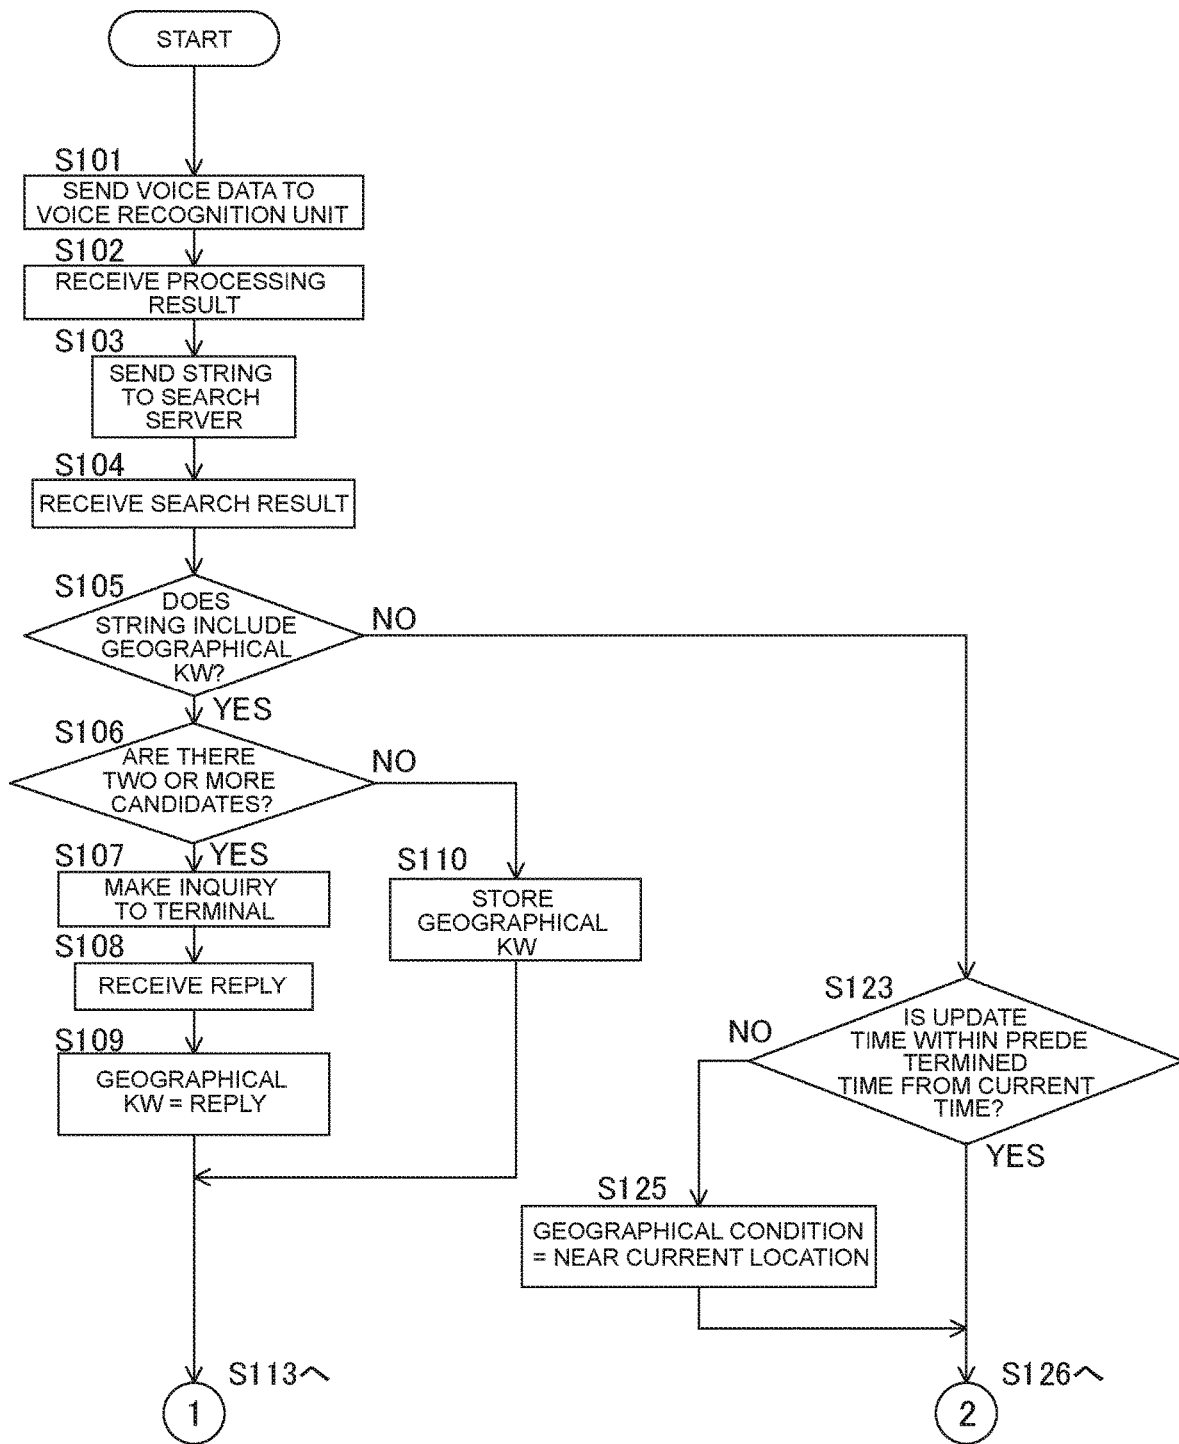 START
S101
SEND VOICE DATA TO
VOICE RECOGNITION UNIT
S102
RECEIVE PROCESSING
RESULT
S103
SEND STRING
TO SEARCH
SERVER
S104
RECEIVE SEARCH RESULT
S105
DOES
STRING INCLUDE
GEOGRAPHICAL
KW?
NO
YES
S106
ARE THERE
TWO OR MORE
CANDIDATES?
NO
YES
S107
MAKE INQUIRY
TO TERMINAL
S110
STORE
GEOGRAPHICAL
KW
S108
RECEIVE REPLY
S109
GEOGRAPHICAL
KW = REPLY
S123
IS UPDATE
TIME WITHIN PREDE
TERMINED
TIME FROM CURRENT
TIME?
NO
YES
S125
GEOGRAPHICAL CONDITION
= NEAR CURRENT LOCATION
S113へ
1
S126へ
2